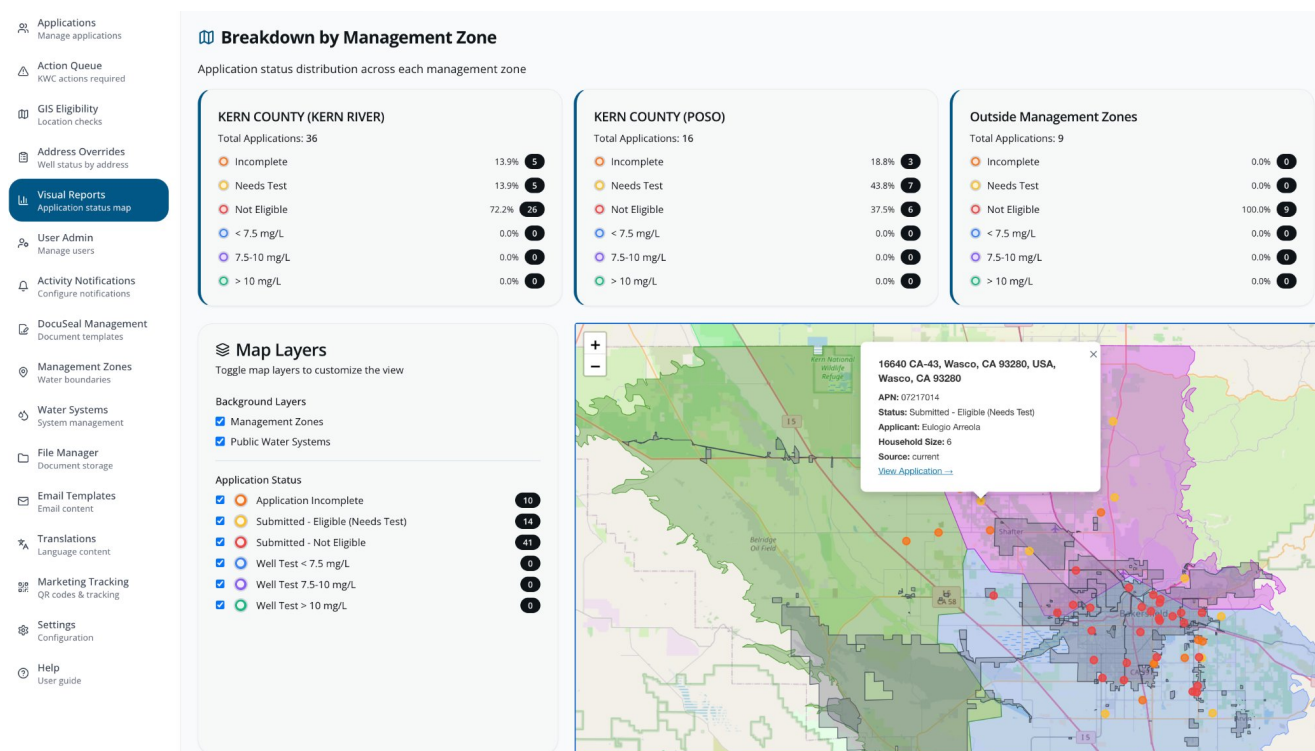 Applications
Manage applications
Action Queue
KWC actions required
GIS Eligibility
Location checks
Address Overrides
Well status by address
Visual Reports
Application status map
User Admin
Manage users
Activity Notifications
Configure notifications
DocuSeal Management
Document templates
Management Zones
Water boundaries
Water Systems
System management
File Manager
Document storage
Email Templates
Email content
Translations
Language content
Marketing Tracking
QR codes & tracking
Settings
Configuration
Help
User guide
Breakdown by Management Zone
Application status distribution across each management zone
KERN COUNTY (KERN RIVER)
Total Applications: 36
Incomplete 13.9% 5
Needs Test 13.9% 5
Not Eligible 72.2% 26
< 7.5 mg/L 0.0% 0
7.5-10 mg/L 0.0% 0
> 10 mg/L 0.0% 0
KERN COUNTY (POSO)
Total Applications: 16
Incomplete 18.8% 3
Needs Test 43.8% 7
Not Eligible 37.5% 6
< 7.5 mg/L 0.0% 0
7.5-10 mg/L 0.0% 0
> 10 mg/L 0.0% 0
Outside Management Zones
Total Applications: 9
Incomplete 0.0% 0
Needs Test 0.0% 0
Not Eligible 100.0% 9
< 7.5 mg/L 0.0% 0
7.5-10 mg/L 0.0% 0
> 10 mg/L 0.0% 0
Map Layers
Toggle map layers to customize the view
Background Layers
Management Zones
Public Water Systems
Application Status
Application Incomplete 10
Submitted - Eligible (Needs Test) 14
Submitted - Not Eligible 41
Well Test < 7.5 mg/L 0
Well Test 7.5-10 mg/L 0
Well Test > 10 mg/L 0
+
−
16640 CA-43, Wasco, CA 93280, USA,
Wasco, CA 93280
APN: 07217014
Status: Submitted - Eligible (Needs Test)
Applicant: Eulogio Arreola
Household Size: 6
Source: current
View Application →
×
Kern National
Wildlife
Refuge
I 5
Shafter
Belridge
Oil Field
CA 58
I 5